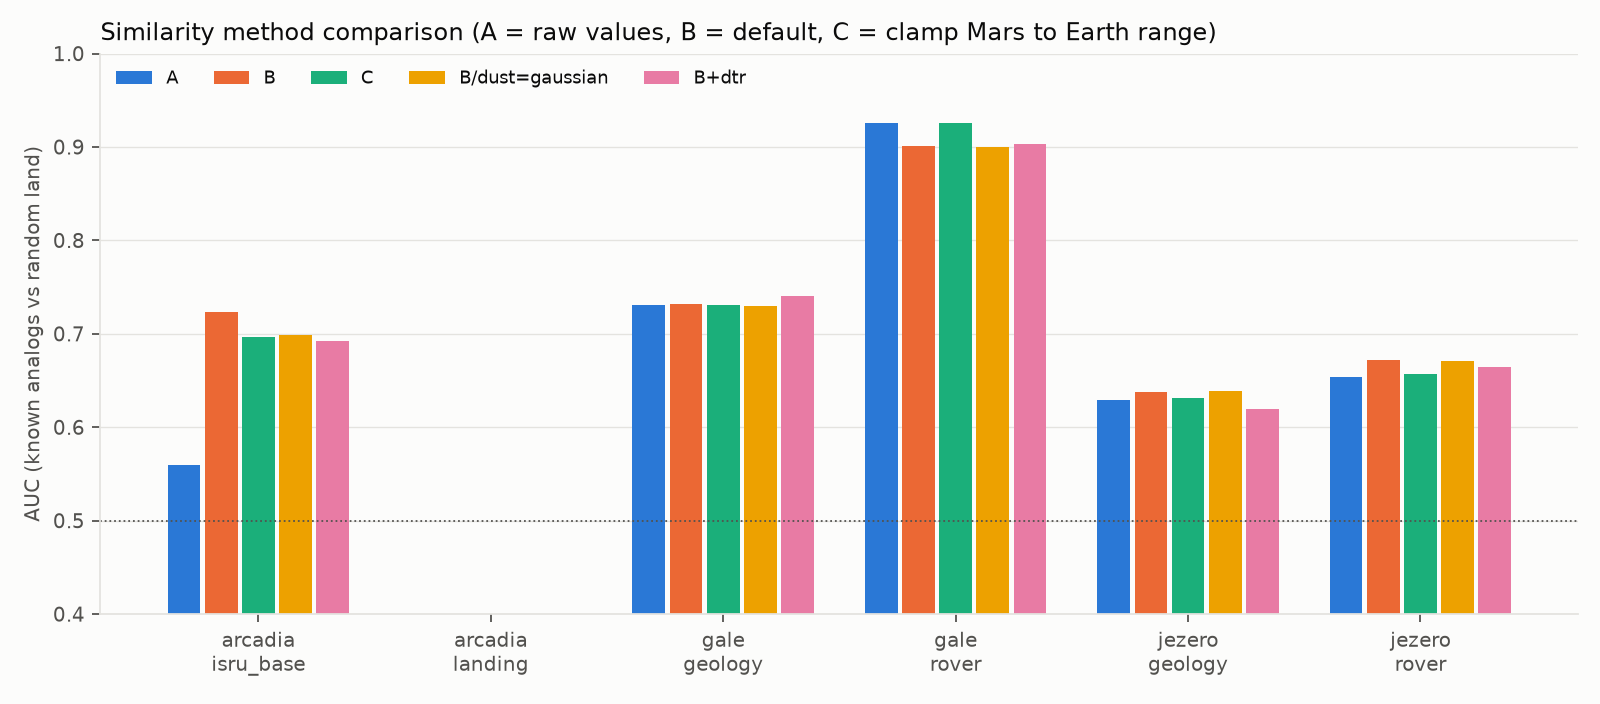 Similarity method comparison (A = raw values, B = default, C = clamp Mars to Earth range)
A B C B/dust=gaussian B+dtr
AUC (known analogs vs random land)
1.0
0.9
0.8
0.7
0.6
0.5
0.4
arcadia isru_base
arcadia landing
gale geology
gale rover
jezero geology
jezero rover